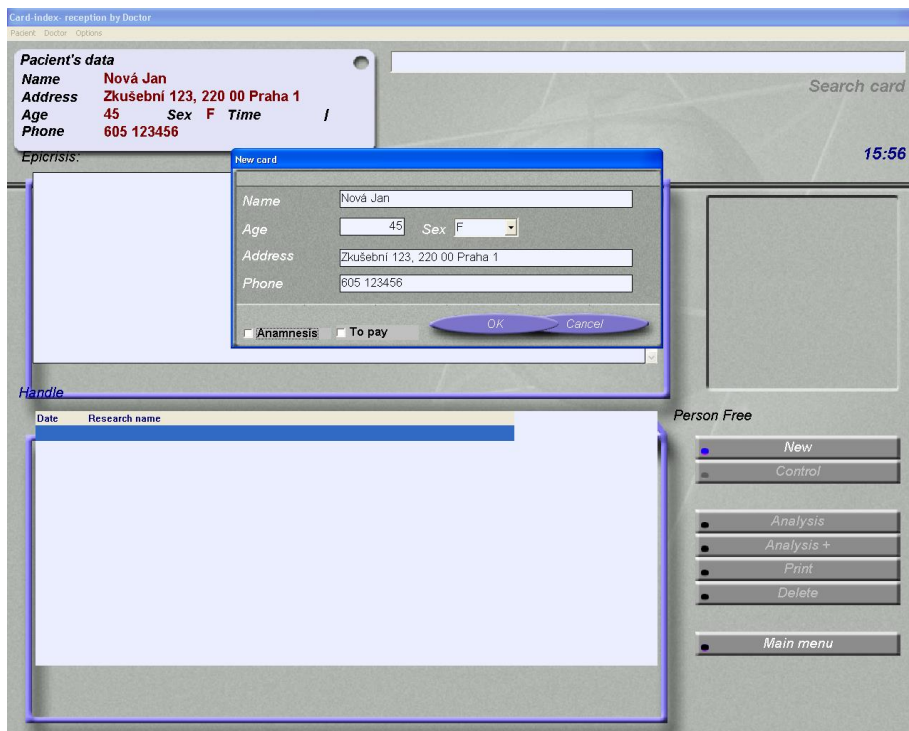 Card-index- reception by Doctor
Pacient Doctor Options
Pacient's data
Name Nová Jan
Address Zkušební 123, 220 00 Praha 1
Age 45 Sex F Time /
Phone 605 123456
Search card
15:56
Epicrisis:
New card
Name Nová Jan
Age 45 Sex F
Address Zkušební 123, 220 00 Praha 1
Phone 605 123456
Anamnesis To pay OK Cancel
Handle
Date Research name
Person Free
New
Control
Analysis
Analysis +
Print
Delete
Main menu